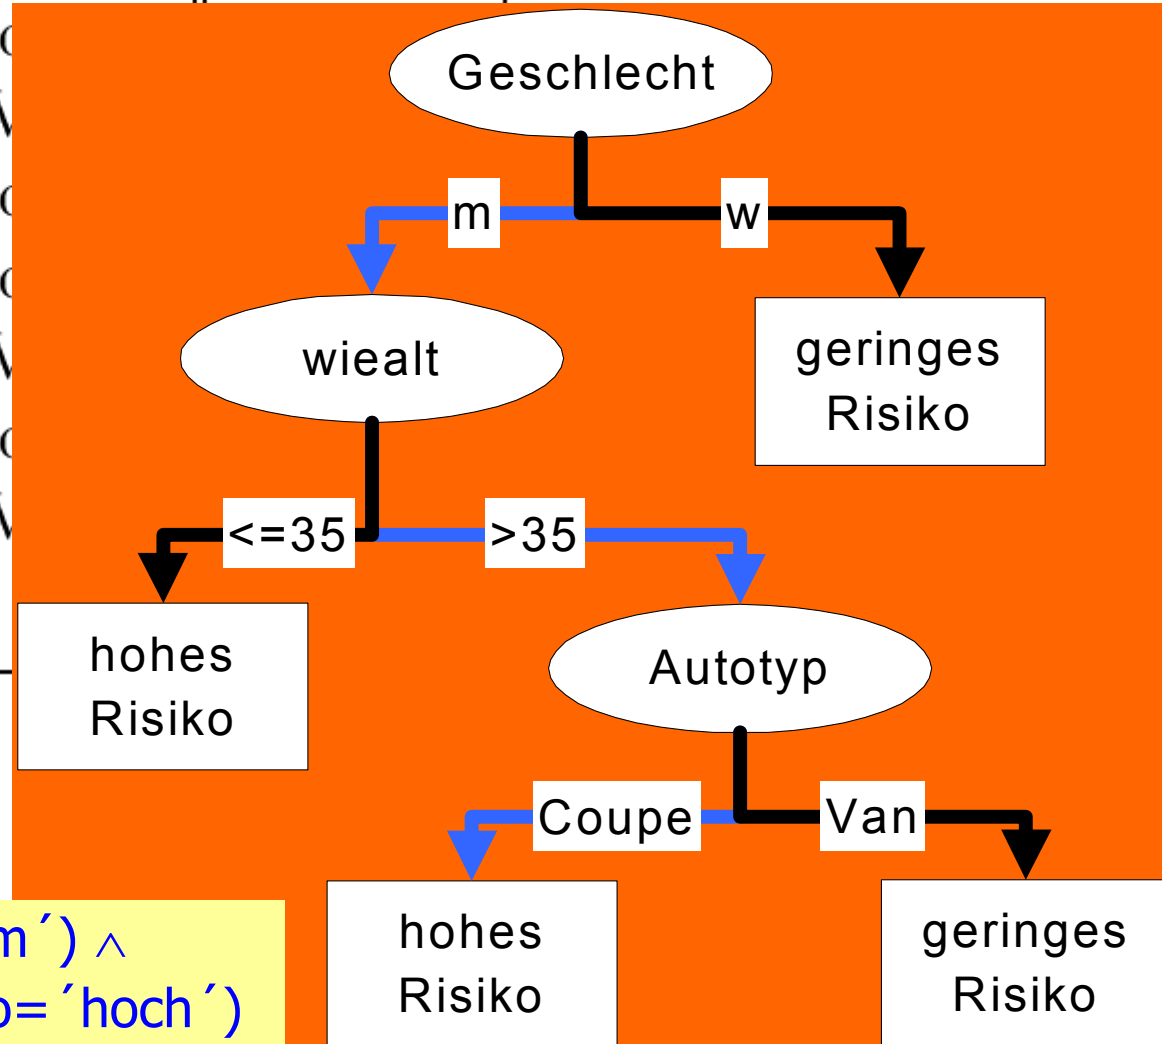 Geschlecht
m
w
wiealt
geringes
Risiko
<=35
>35
hohes
Risiko
Autotyp
Coupe
Van
hohes
Risiko
geringes
Risiko
m´) ∧
o=´hoch´)